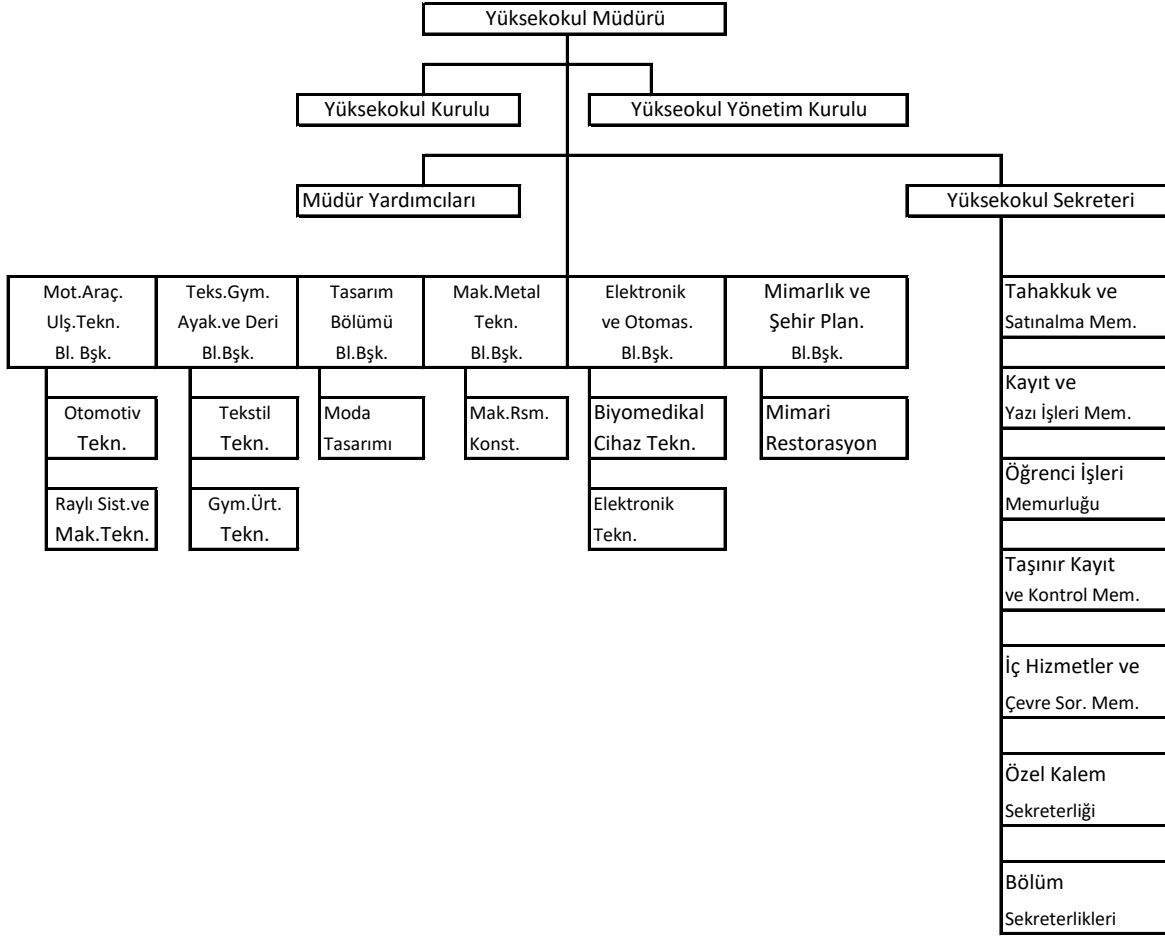 Yüksekokul Müdürü
Yüksekokul Kurulu
Yükseokul Yönetim Kurulu
Müdür Yardımcıları
Yüksekokul Sekreteri
Mot.Araç.
Ulş.Tekn.
Bl. Bşk.
Teks.Gym.
Ayak.ve Deri
Bl.Bşk.
Tasarım
Bölümü
Bl.Bşk.
Mak.Metal
Tekn.
Bl.Bşk.
Elektronik
ve Otomas.
Bl.Bşk.
Mimarlık ve
Şehir Plan.
Bl.Bşk.
Otomotiv
Tekn.
Raylı Sist.ve
Mak.Tekn.
Tekstil
Tekn.
Gym.Ürt.
Tekn.
Moda
Tasarımı
Mak.Rsm.
Konst.
Biyomedikal
Cihaz Tekn.
Elektronik
Tekn.
Mimari
Restorasyon
Tahakkuk ve
Satınalma Mem.
Kayıt ve
Yazı İşleri Mem.
Öğrenci İşleri
Memurluğu
Taşınır Kayıt
ve Kontrol Mem.
İç Hizmetler ve
Çevre Sor. Mem.
Özel Kalem
Sekreterliği
Bölüm
Sekreterlikleri